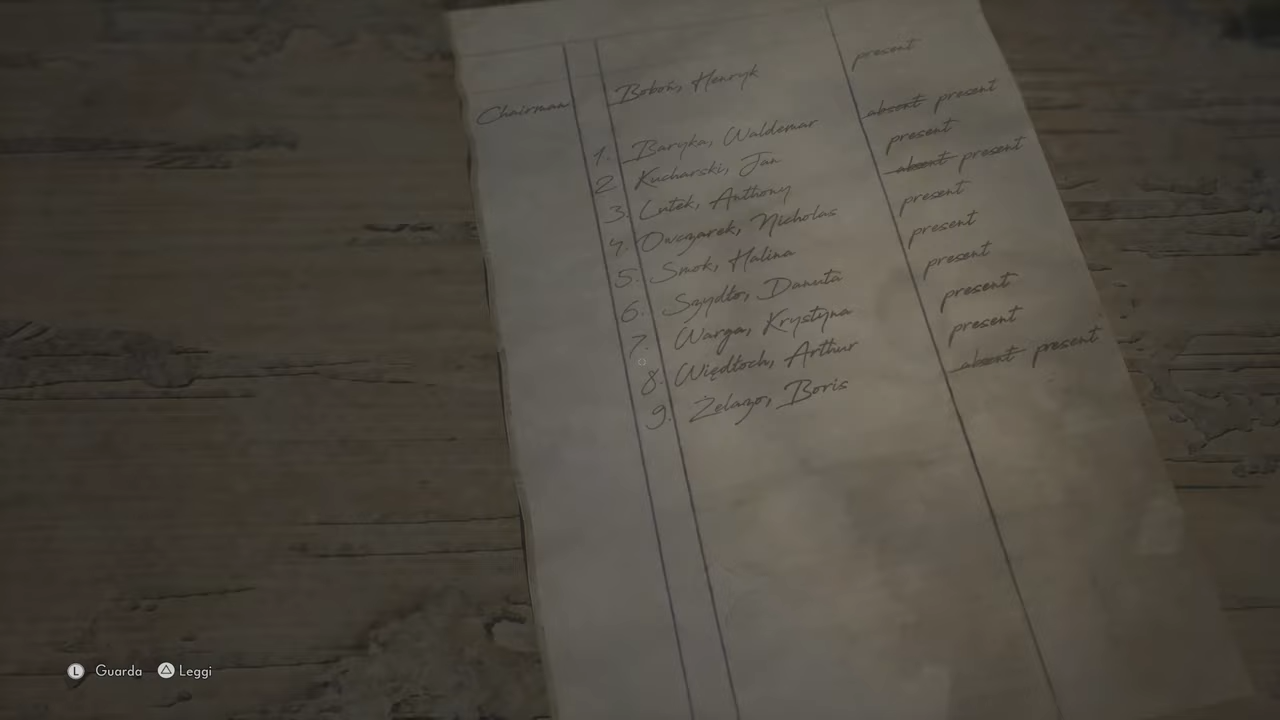 Chairman Boboń, Henryk present
1. Baryka, Waldemar absent present
2 Kucharski, Jan present
3. Lutek, Anthony absent present
4. Owczarek, Nicholas present
5. Smok, Halina present
6. Szydło, Danuta present
7. Warga, Krystyna present
8. Więdłoch, Arthur present
9. Żelazo, Boris absent present
L Guarda Leggi